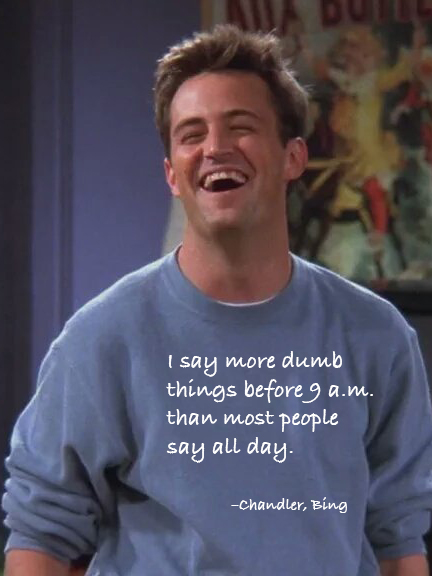 I say more dumb
things before 9 a.m.
than most people
say all day.
–Chandler, Bing